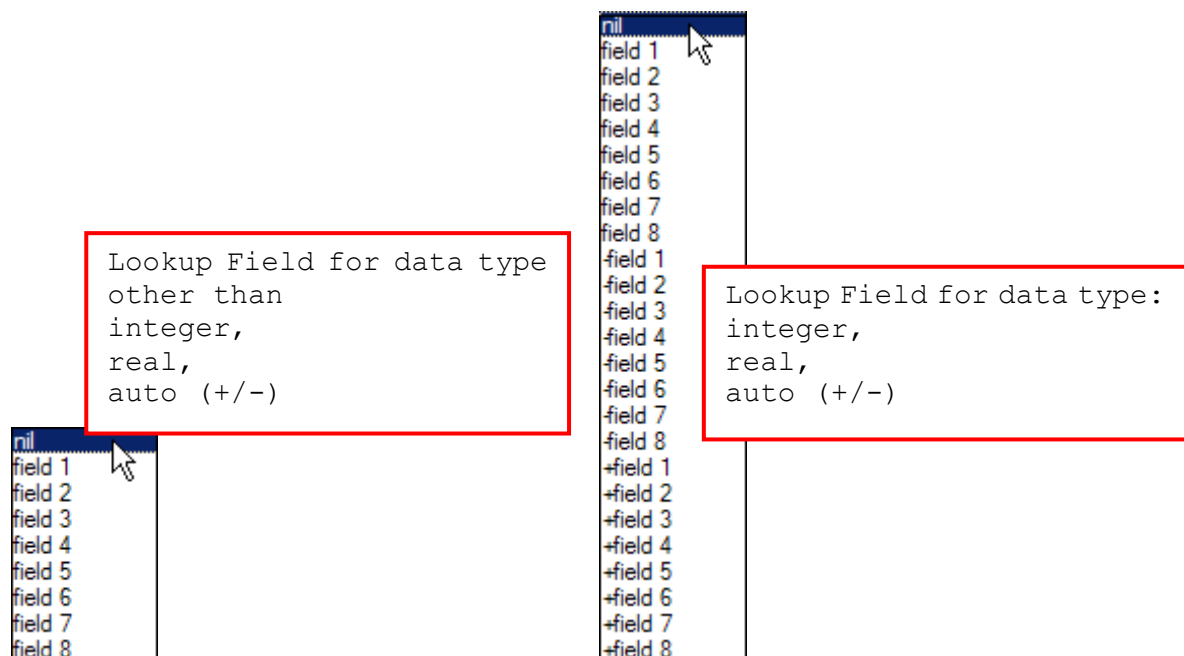 Lookup Field for data type
other than
integer,
real,
auto (+/-)
nil
field 1
field 2
field 3
field 4
field 5
field 6
field 7
field 8
nil
field 1
field 2
field 3
field 4
field 5
field 6
field 7
field 8
-field 1
-field 2
-field 3
-field 4
-field 5
-field 6
-field 7
-field 8
+field 1
+field 2
+field 3
+field 4
+field 5
+field 6
+field 7
+field 8
Lookup Field for data type:
integer,
real,
auto (+/-)